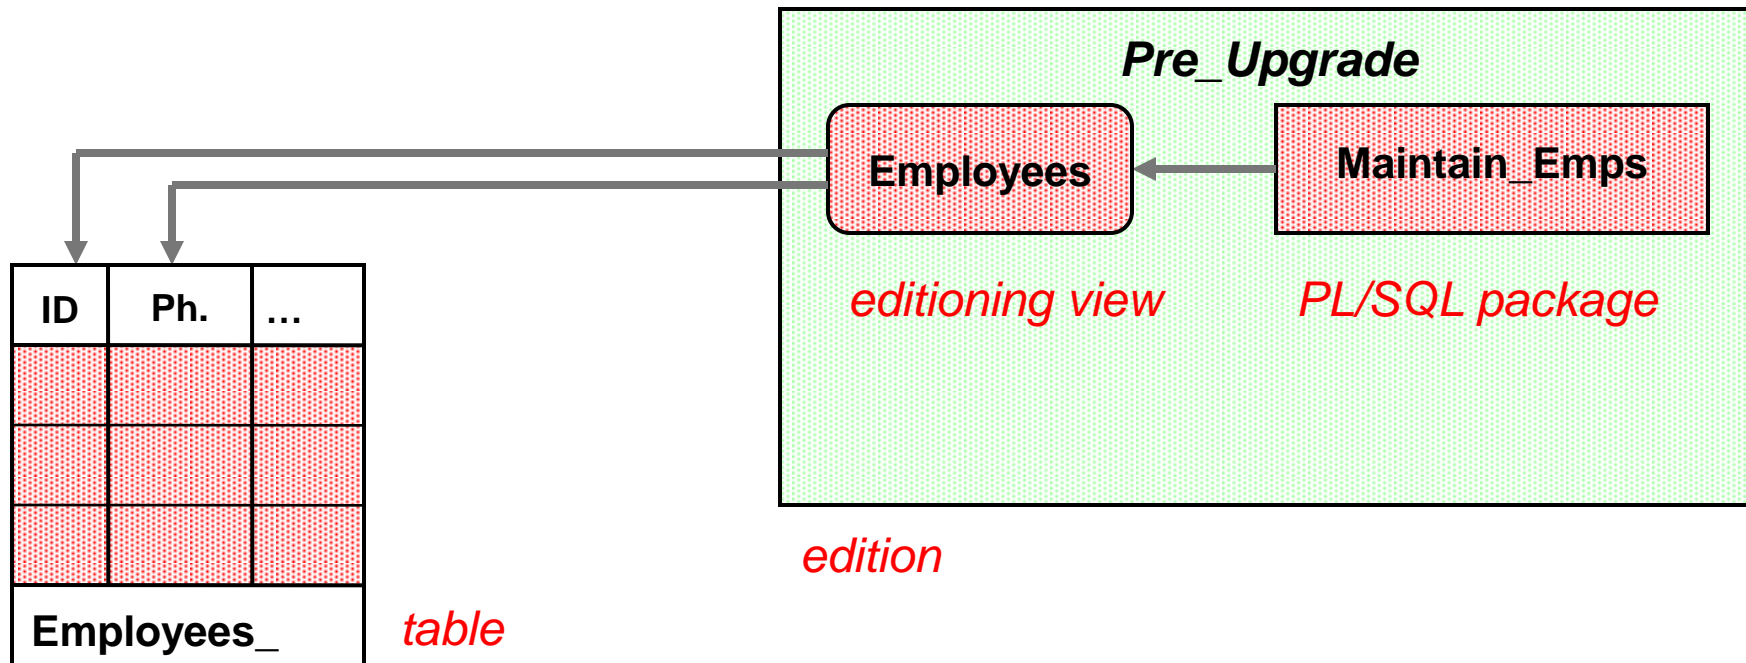 Pre_Upgrade
Employees
Maintain_Emps
editioning view
PL/SQL package
ID
Ph.
...
edition
Employees_
table